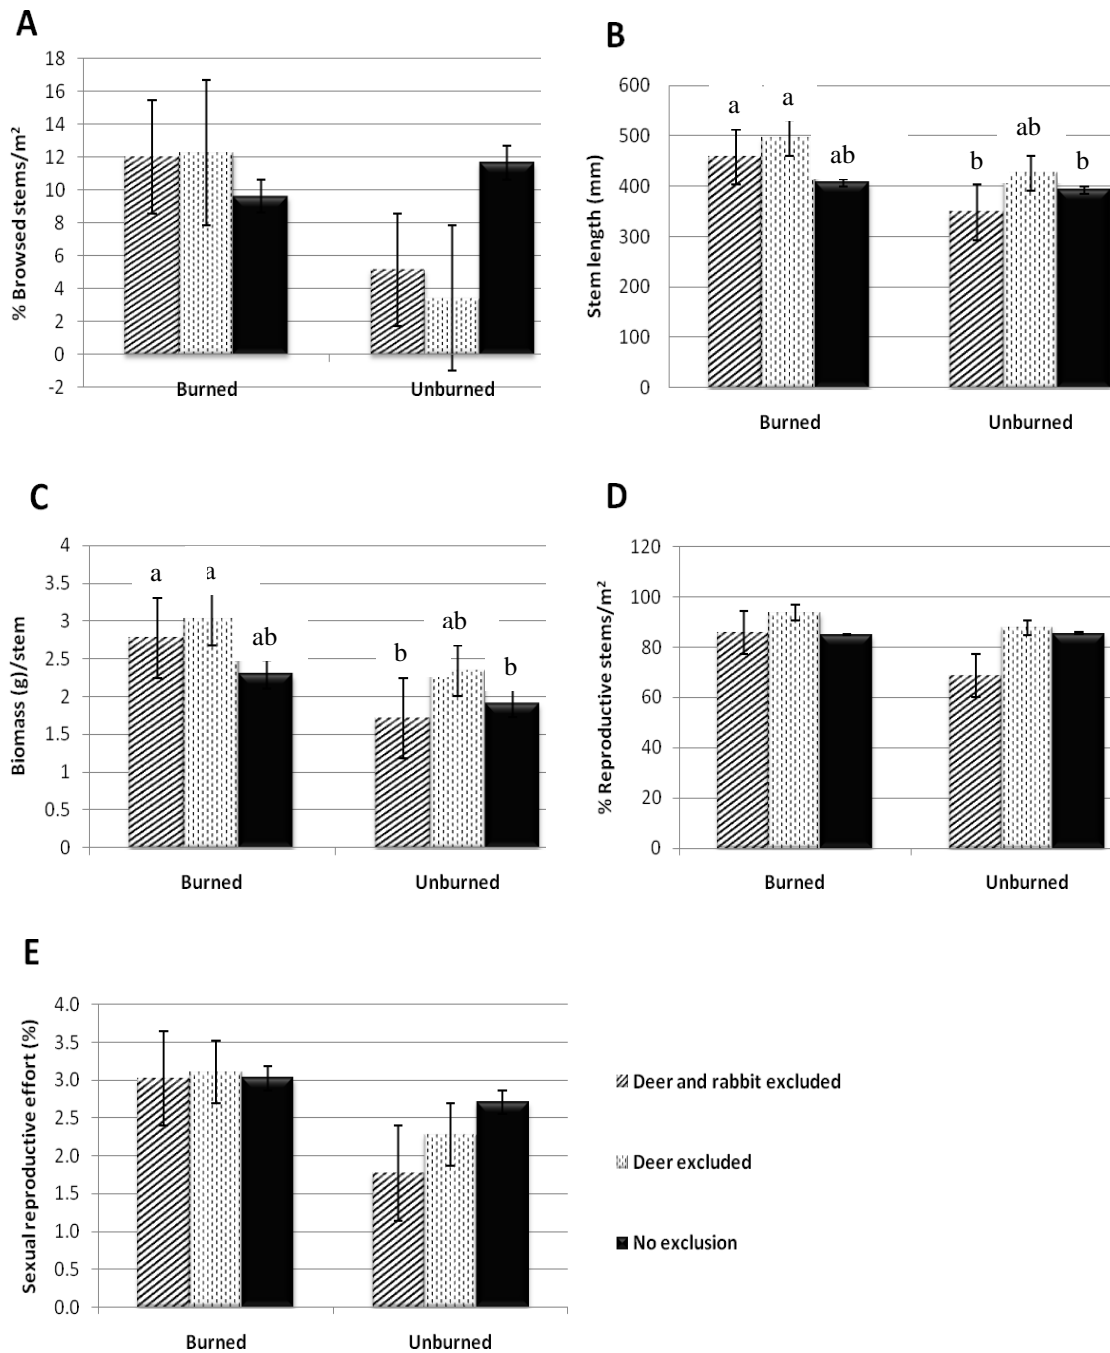 A
% Browsed stems/m²
18
16
14
12
10
8
6
4
2
0
-2
Burned
Unburned
B
Stem length (mm)
600
500
400
300
200
100
0
a
a
ab
b
ab
b
Burned
Unburned
C
Biomass (g)/stem
4
3.5
3
2.5
2
1.5
1
0.5
0
a
a
ab
b
ab
b
Burned
Unburned
D
% Reproductive stems/m²
120
100
80
60
40
20
0
Burned
Unburned
E
Sexual reproductive effort (%)
4.0
3.5
3.0
2.5
2.0
1.5
1.0
0.5
0.0
Burned
Unburned
Deer and rabbit excluded
Deer excluded
No exclusion